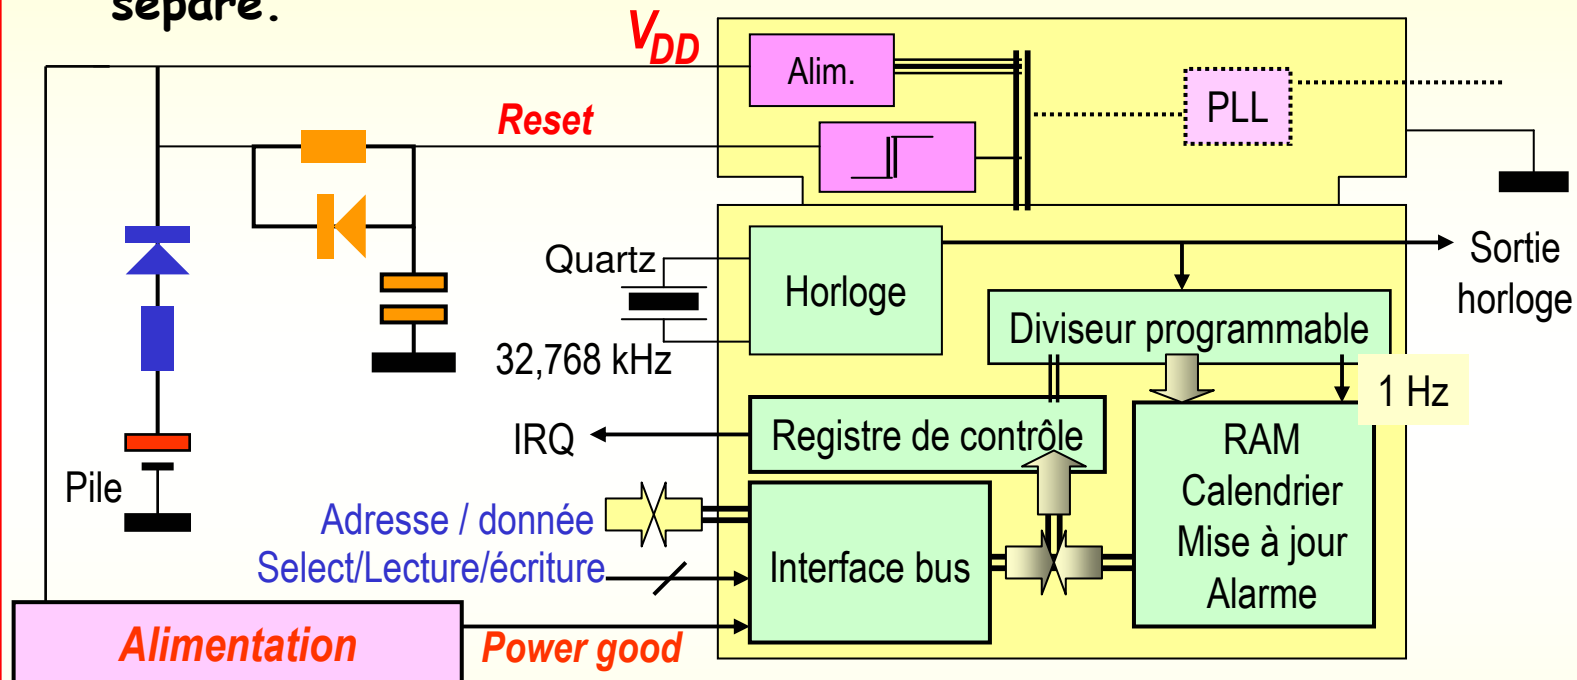 séparé.
VDD
Alim.
PLL
Reset
Quartz
Horloge
Sortie
horloge
Diviseur programmable
32,768 kHz
1 Hz
IRQ
Registre de contrôle
RAM
Calendrier
Mise à jour
Alarme
Pile
Adresse / donnée
Select/Lecture/écriture
Interface bus
Alimentation
Power good